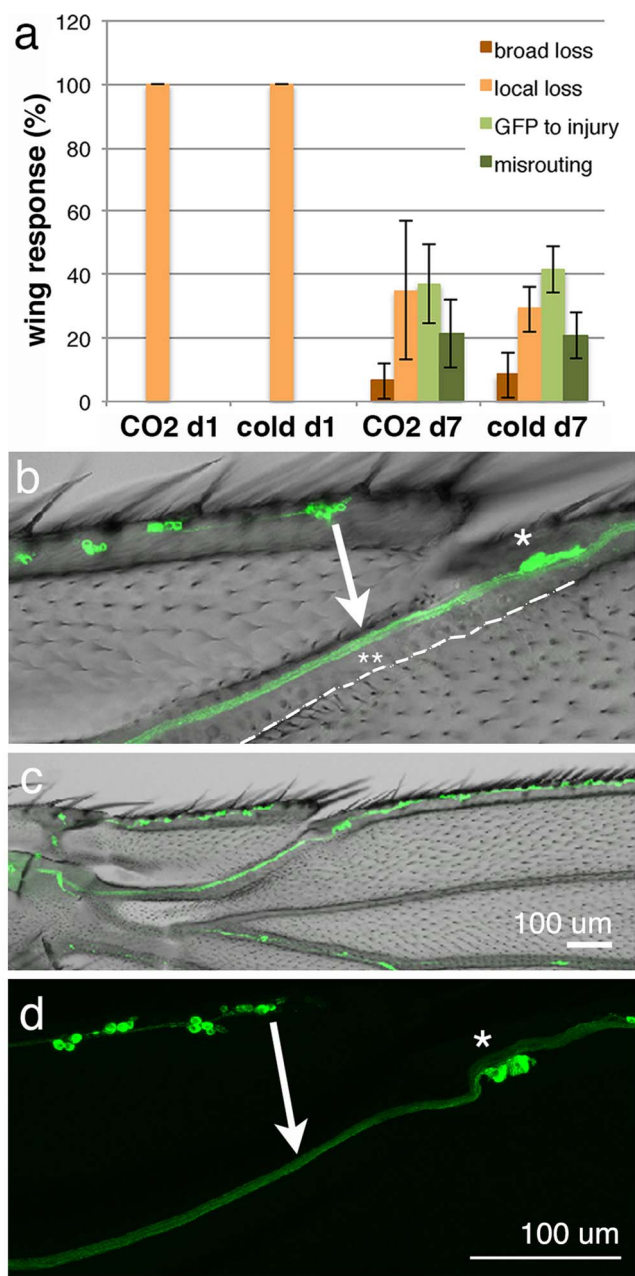 a
wing response (%)
120
100
80
60
40
20
0
broad loss
local loss
GFP to injury
misrouting
CO2 d1 cold d1 CO2 d7 cold d7
b
*
**
c
100 um
d
*
100 um